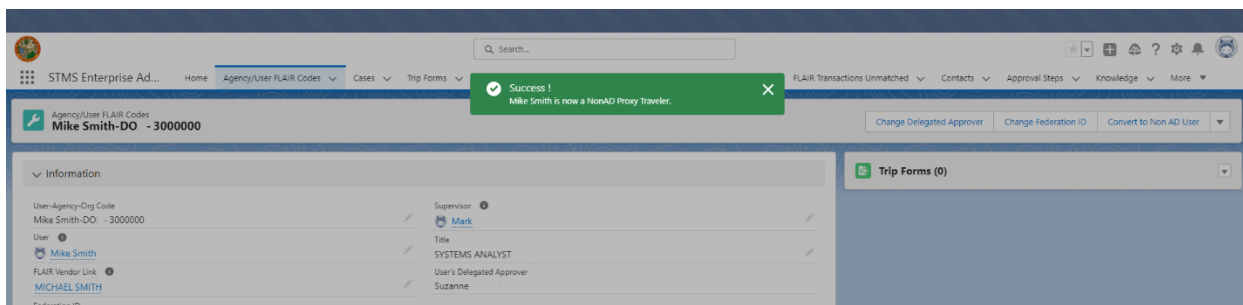 Search...
STMS Enterprise Ad... Home Agency/User FLAIR Codes Cases Trip Forms FLAIR Transactions Unmatched Contacts Approval Steps Knowledge More
Success !
Mike Smith is now a NonAD Proxy Traveler.
Agency/User FLAIR Codes
Mike Smith-DO - 3000000
Change Delegated Approver Change Federation ID Convert to Non AD User
Information
Trip Forms (0)
User-Agency-Org Code
Mike Smith-DO - 3000000
Supervisor
Mark
User
Mike Smith
Title
SYSTEMS ANALYST
FLAIR Vendor Link
MICHAEL SMITH
User's Delegated Approver
Suzanne
Federation ID